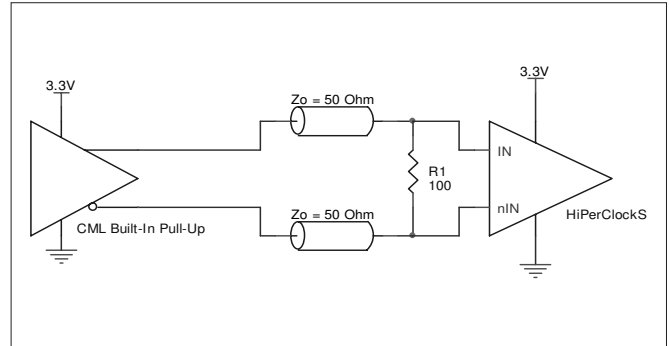 3.3V
3.3V
Zo = 50 Ohm
IN
R1
100
nIN
Zo = 50 Ohm
CML Built-In Pull-Up
HiPerClockS